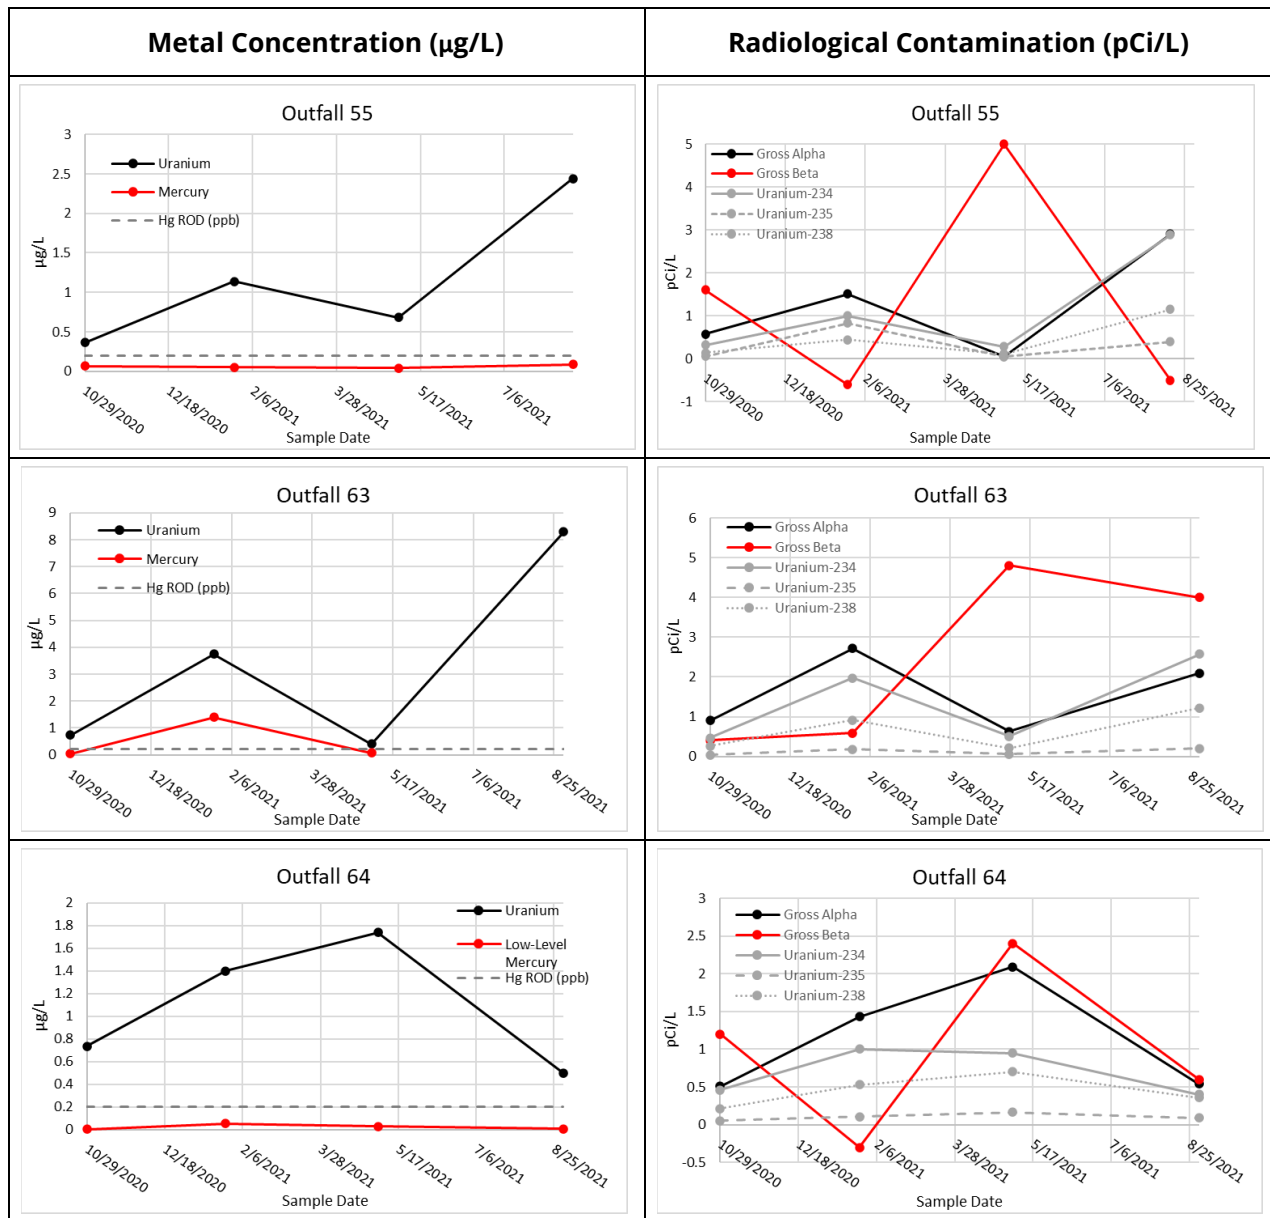 Metal Concentration (µg/L)
Radiological Contamination (pCi/L)
Outfall 55
3
2.5
2
1.5
1
0.5
0
µg/L
Uranium
Mercury
Hg ROD (ppb)
10/29/2020
12/18/2020
2/6/2021
3/28/2021
5/17/2021
7/6/2021
Sample Date
Outfall 55
5
4
3
2
1
0
-1
pCi/L
Gross Alpha
Gross Beta
Uranium-234
Uranium-235
Uranium-238
10/29/2020
12/18/2020
2/6/2021
3/28/2021
5/17/2021
7/6/2021
8/25/2021
Sample Date
Outfall 63
9
8
7
6
5
4
3
2
1
0
µg/L
Uranium
Mercury
Hg ROD (ppb)
10/29/2020
12/18/2020
2/6/2021
3/28/2021
5/17/2021
7/6/2021
8/25/2021
Sample Date
Outfall 63
6
5
4
3
2
1
0
pCi/L
Gross Alpha
Gross Beta
Uranium-234
Uranium-235
Uranium-238
10/29/2020
12/18/2020
2/6/2021
3/28/2021
5/17/2021
7/6/2021
8/25/2021
Sample Date
Outfall 64
2
1.8
1.6
1.4
1.2
1
0.8
0.6
0.4
0.2
0
µg/L
Uranium
Low-Level
Mercury
Hg ROD (ppb)
10/29/2020
12/18/2020
2/6/2021
3/28/2021
5/17/2021
7/6/2021
8/25/2021
Sample Date
Outfall 64
3
2.5
2
1.5
1
0.5
0
-0.5
pCi/L
Gross Alpha
Gross Beta
Uranium-234
Uranium-235
Uranium-238
10/29/2020
12/18/2020
2/6/2021
3/28/2021
5/17/2021
7/6/2021
8/25/2021
Sample Date